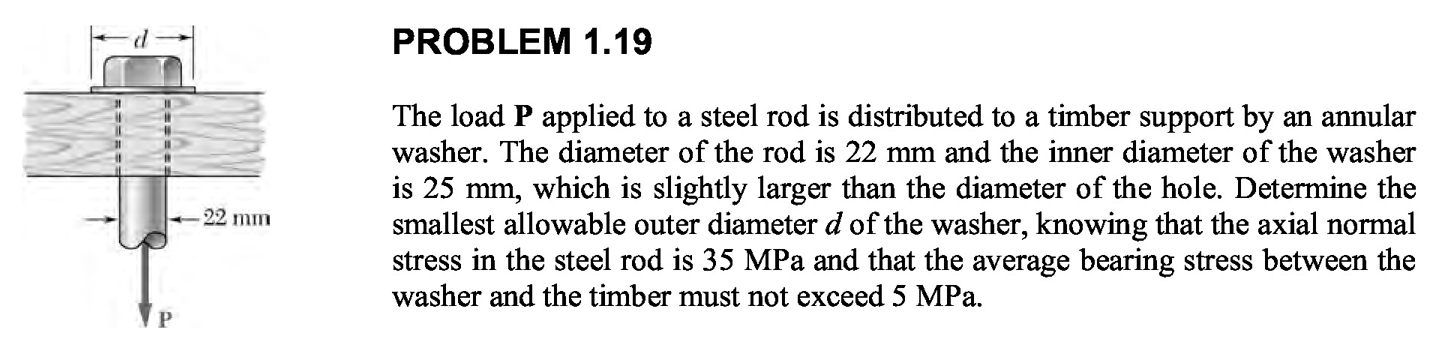 d
PROBLEM 1.19
The load P applied to a steel rod is distributed to a timber support by an annular
washer. The diameter of the rod is 22 mm and the inner diameter of the washer
is 25 mm, which is slightly larger than the diameter of the hole. Determine the
smallest allowable outer diameter d of the washer, knowing that the axial normal
stress in the steel rod is 35 MPa and that the average bearing stress between the
washer and the timber must not exceed 5 MPa.
22 mm
P